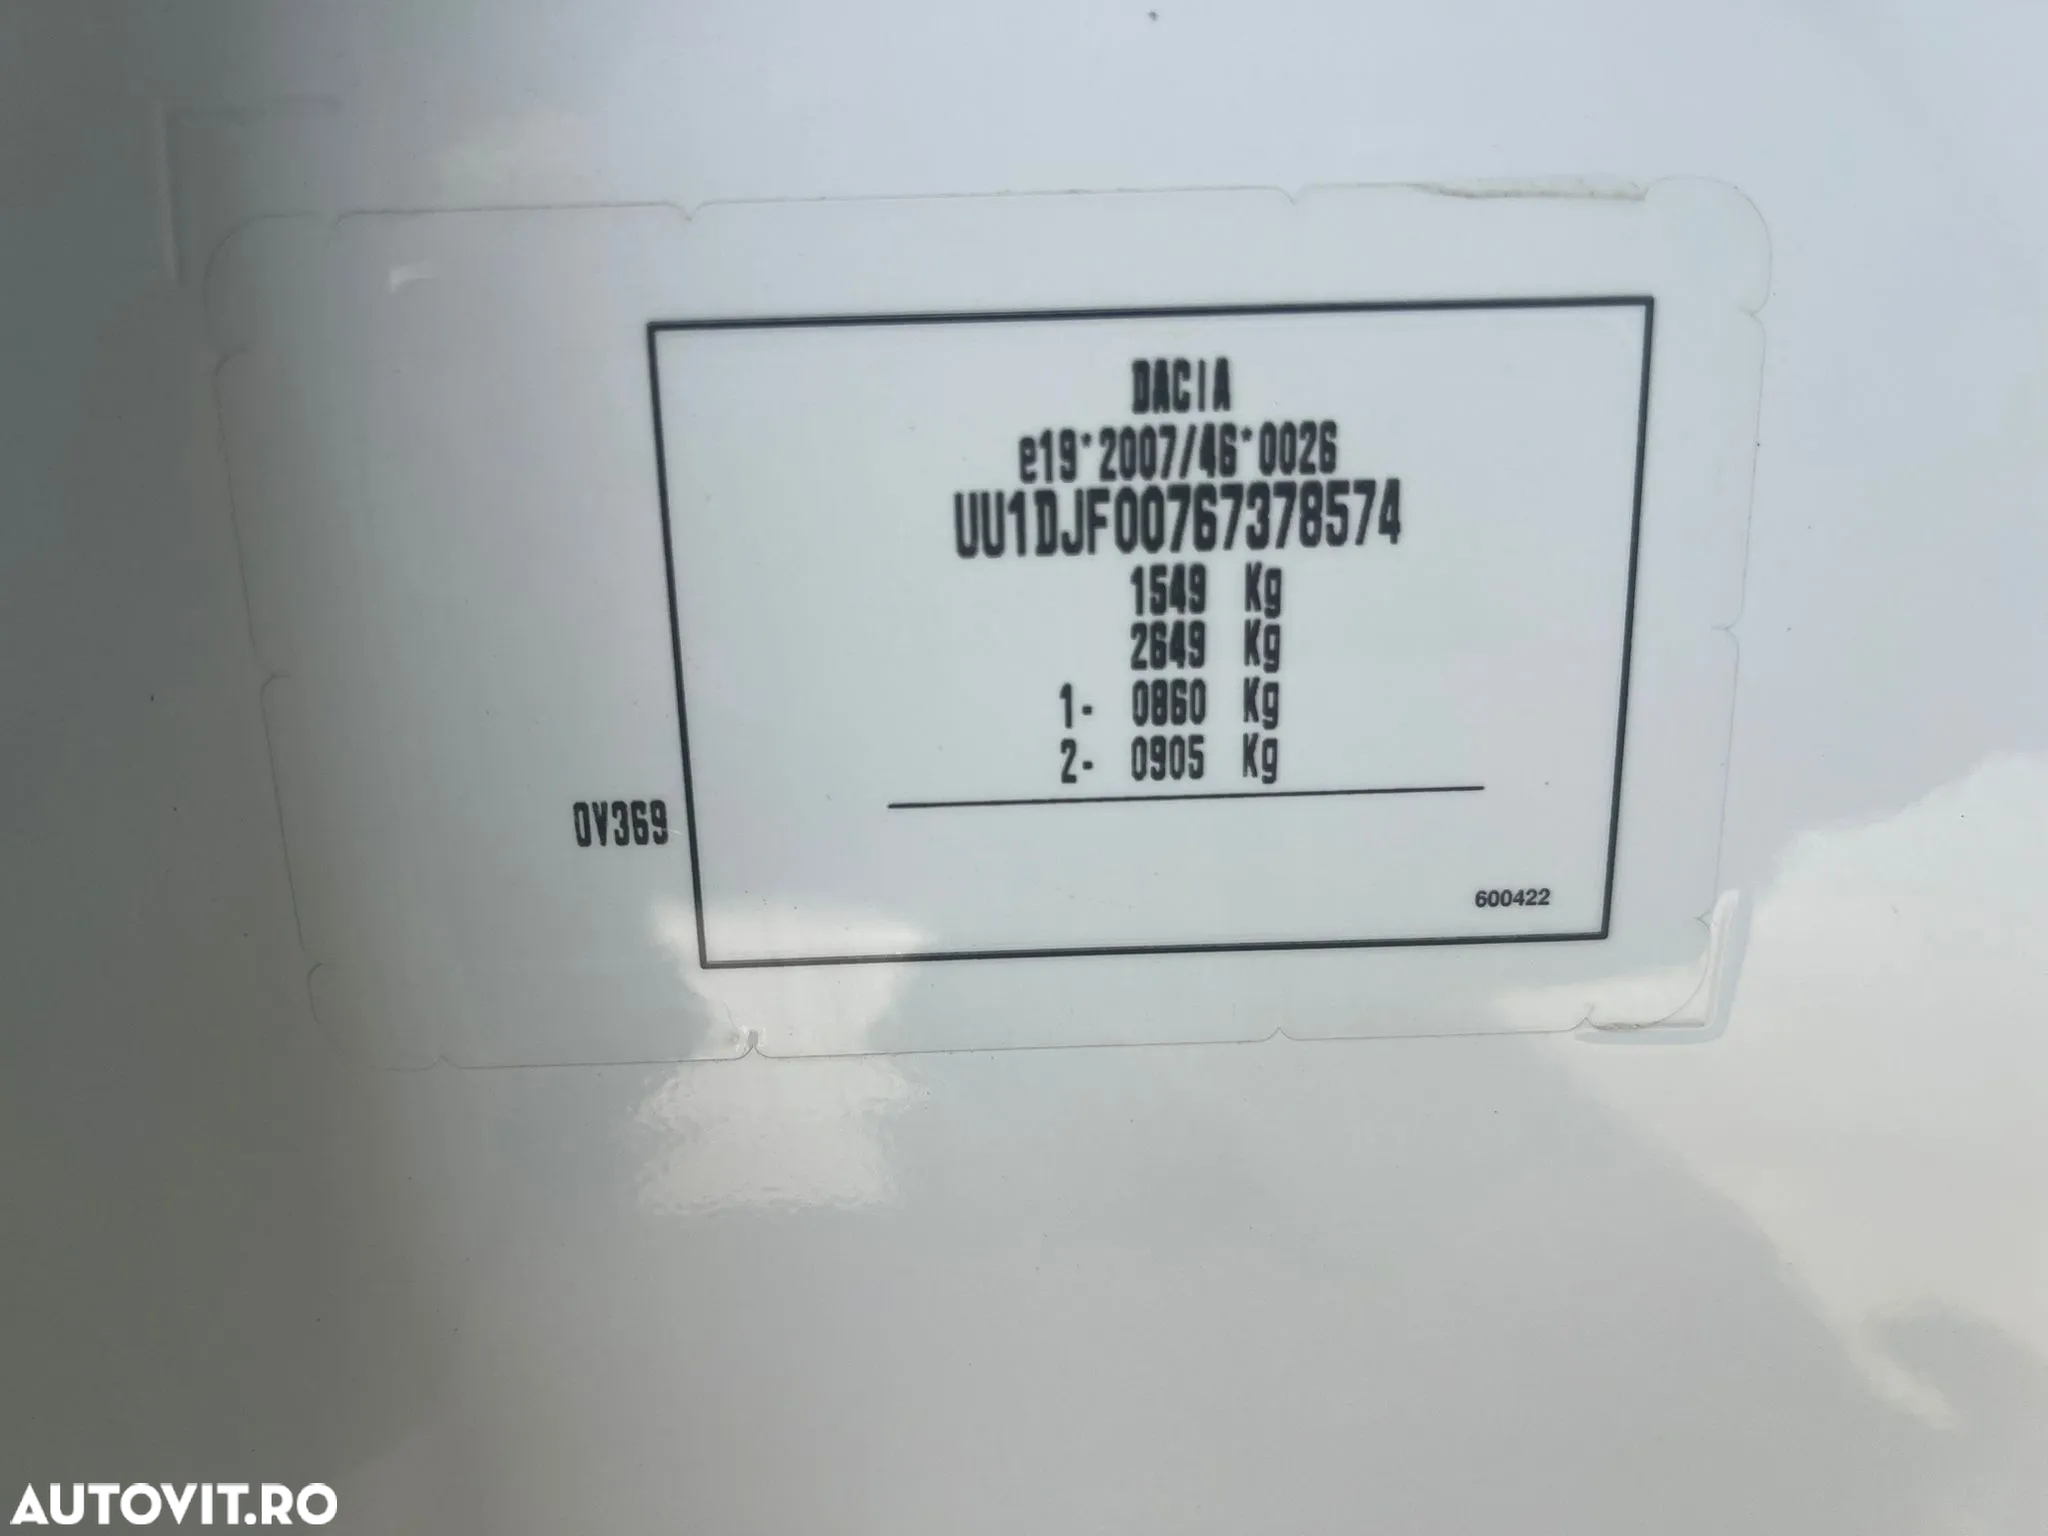 DACIA
e19*2007/46*0026
UU1DJF00767378574
1549 Kg
2649 Kg
1- 0860 Kg
2- 0905 Kg
OV369
600422
AUTOVIT.RO